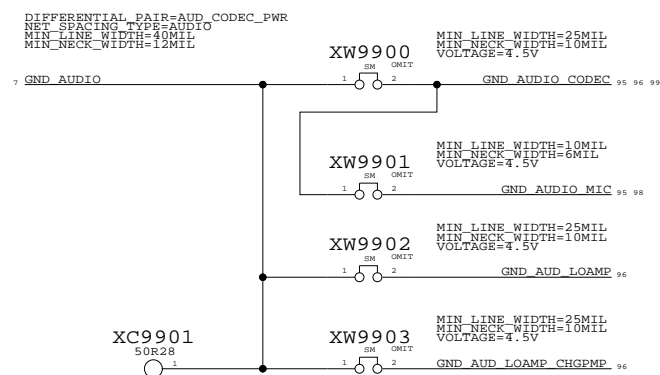 DIFFERENTIAL_PAIR=AUD_CODEC_PWR
NET_SPACING_TYPE=AUDIO
MIN_LINE_WIDTH=40MIL
MIN_NECK_WIDTH=12MIL
XW9900
SM
OMIT
MIN_LINE_WIDTH=25MIL
MIN_NECK_WIDTH=10MIL
VOLTAGE=4.5V
7 GND_AUDIO
1 2
GND_AUDIO_CODEC 95 96 99
XW9901
SM
OMIT
MIN_LINE_WIDTH=10MIL
MIN_NECK_WIDTH=6MIL
VOLTAGE=4.5V
1 2
GND_AUDIO_MIC 95 98
XW9902
SM
OMIT
MIN_LINE_WIDTH=25MIL
MIN_NECK_WIDTH=10MIL
VOLTAGE=4.5V
1 2
GND_AUD_LOAMP 96
XC9901
50R28
1
XW9903
SM
OMIT
MIN_LINE_WIDTH=25MIL
MIN_NECK_WIDTH=10MIL
VOLTAGE=4.5V
1 2
GND_AUD_LOAMP_CHGPMP 96